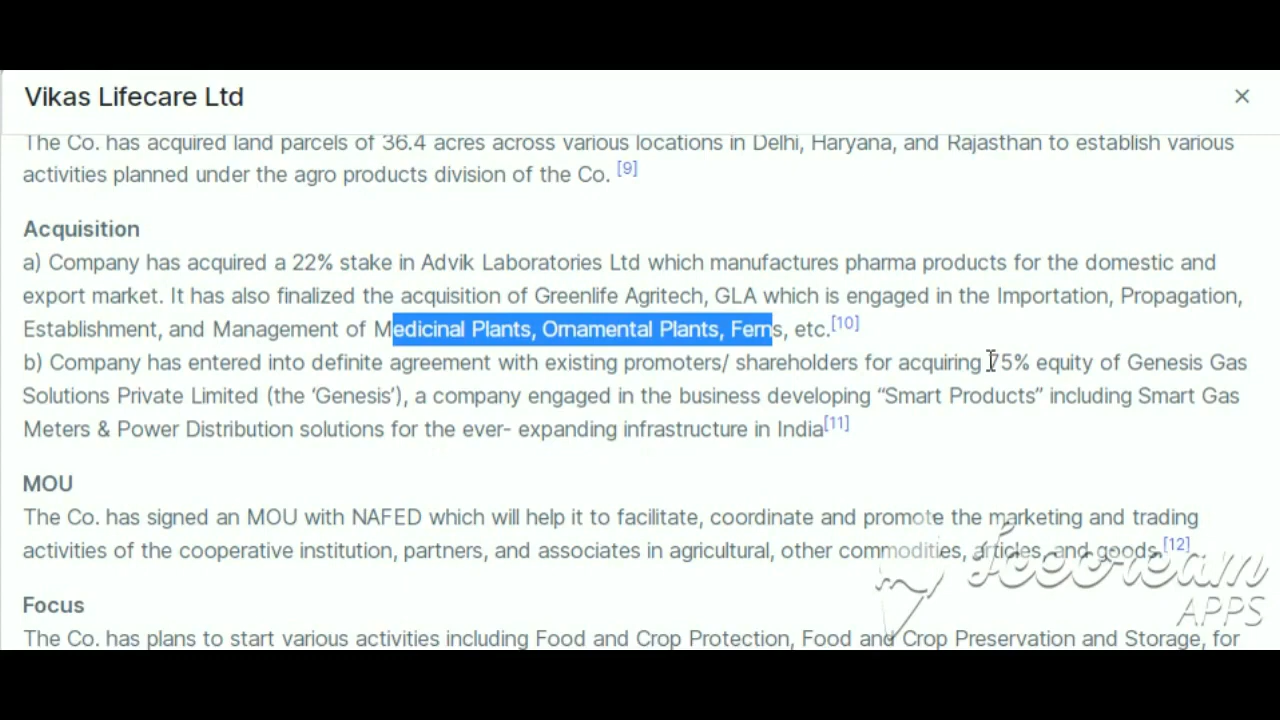 Vikas Lifecare Ltd
×
The Co. has acquired land parcels of 36.4 acres across various locations in Delhi, Haryana, and Rajasthan to establish various
activities planned under the agro products division of the Co. [9]
Acquisition
a) Company has acquired a 22% stake in Advik Laboratories Ltd which manufactures pharma products for the domestic and
export market. It has also finalized the acquisition of Greenlife Agritech, GLA which is engaged in the Importation, Propagation,
Establishment, and Management of Medicinal Plants, Ornamental Plants, Ferns, etc.[10]
b) Company has entered into definite agreement with existing promoters/ shareholders for acquiring 75% equity of Genesis Gas
Solutions Private Limited (the ‘Genesis’), a company engaged in the business developing “Smart Products” including Smart Gas
Meters & Power Distribution solutions for the ever- expanding infrastructure in India[11]
MOU
The Co. has signed an MOU with NAFED which will help it to facilitate, coordinate and promote the marketing and trading
activities of the cooperative institution, partners, and associates in agricultural, other commodities, articles, and goods.[12]
Icecream
APPS
Focus
The Co. has plans to start various activities including Food and Crop Protection, Food and Crop Preservation and Storage, for